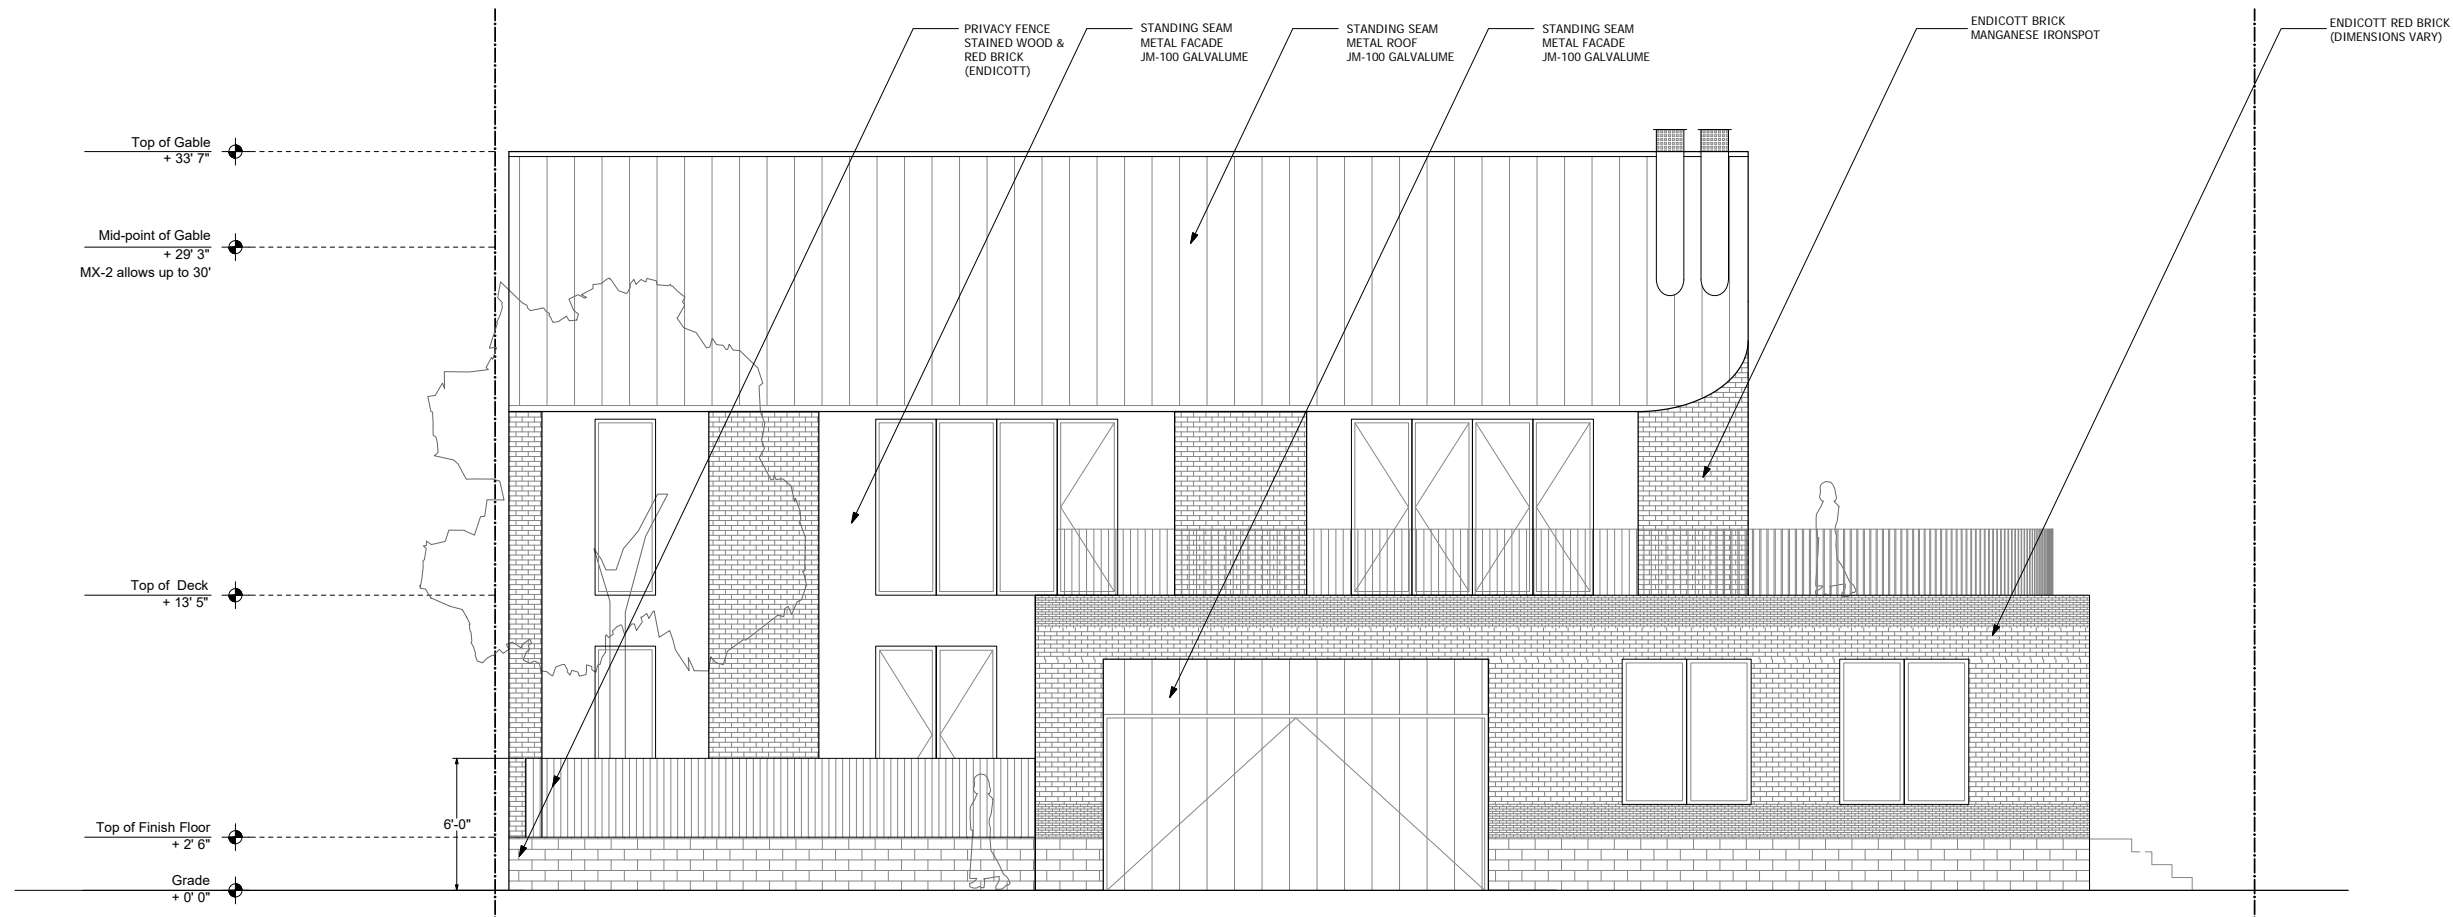 PRIVACY FENCE
STAINED WOOD &
RED BRICK
(ENDICOTT)
STANDING SEAM
METAL FACADE
JM-100 GALVALUME
STANDING SEAM
METAL ROOF
JM-100 GALVALUME
STANDING SEAM
METAL FACADE
JM-100 GALVALUME
ENDICOTT BRICK
MANGANESE IRONSPOT
ENDICOTT RED BRICK
(DIMENSIONS VARY)
Top of Gable
+ 33' 7"
Mid-point of Gable
+ 29' 3"
MX-2 allows up to 30'
Top of Deck
+ 13' 5"
6'-0"
Top of Finish Floor
+ 2' 6"
Grade
+ 0' 0"